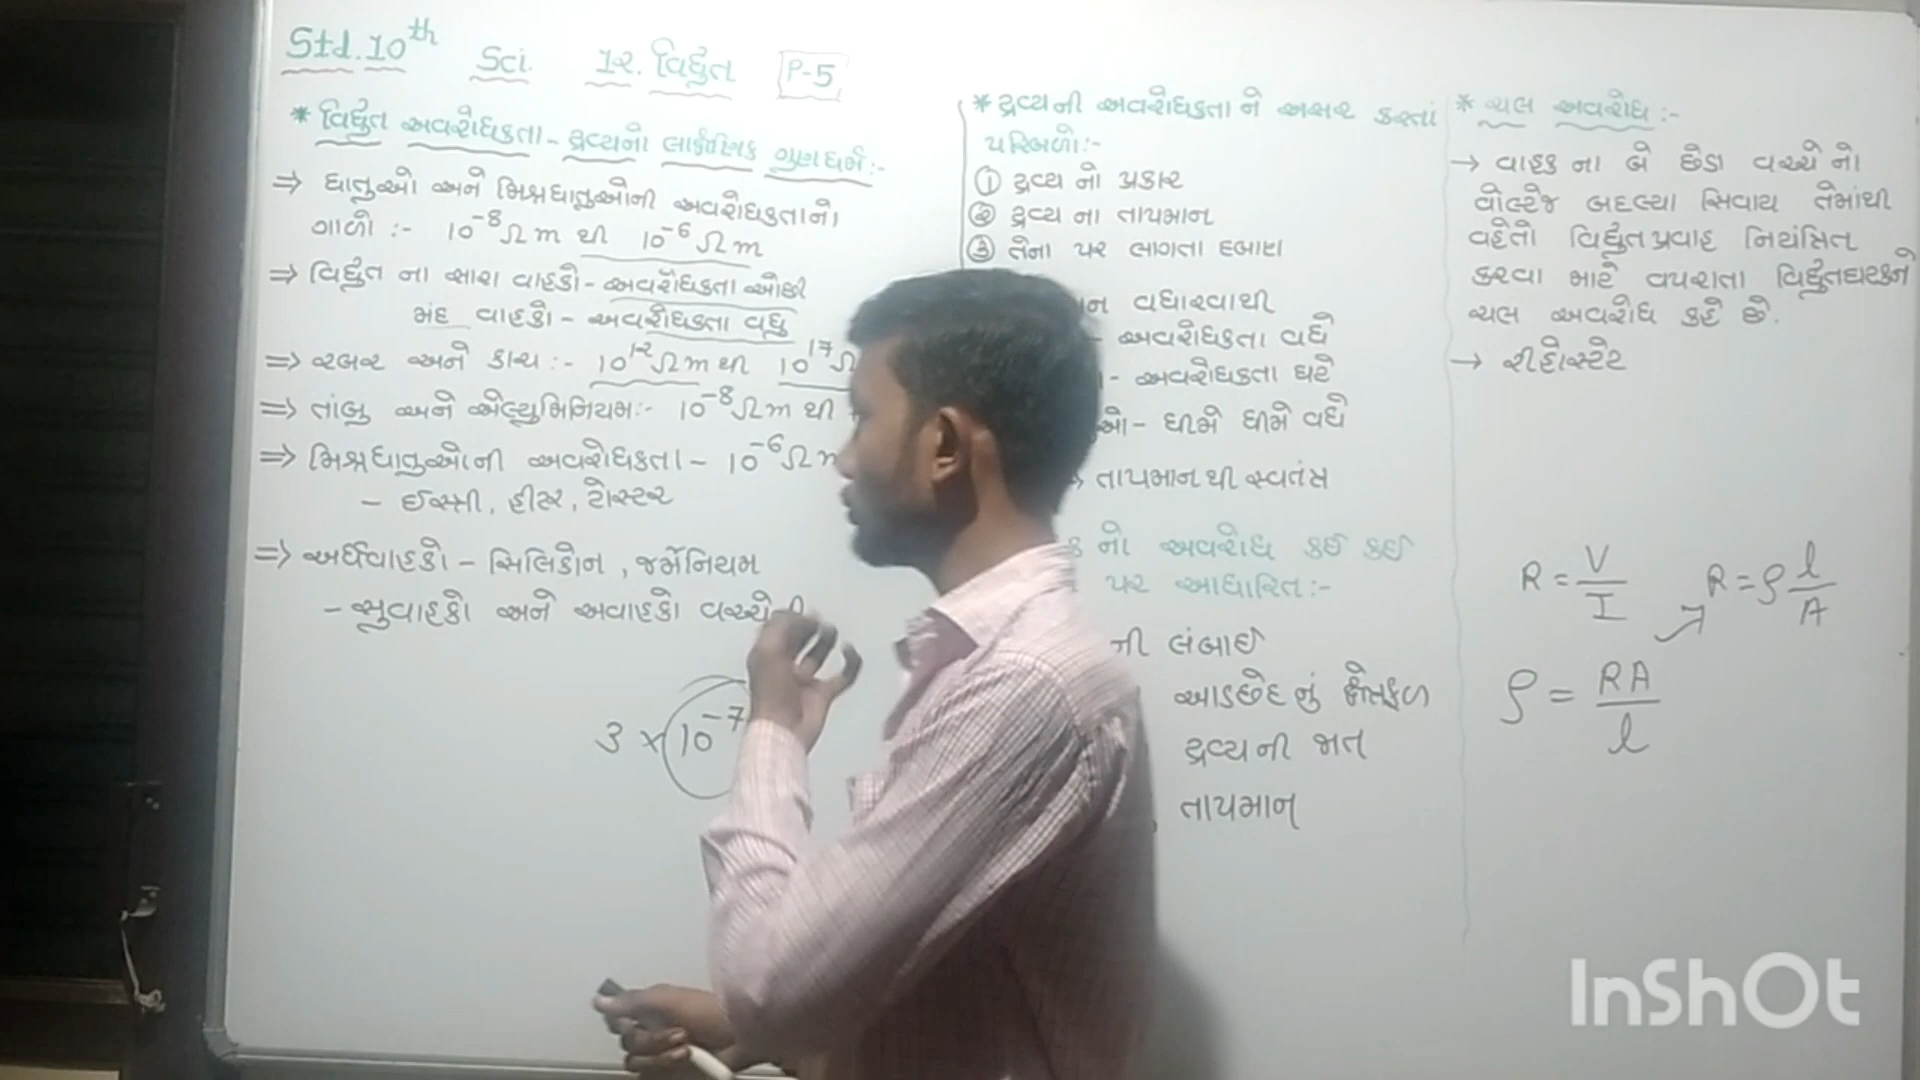 Std.10th Sci. 12. વિદ્યુત P-5
* વિદ્યુત અવરોધકતા - દ્રવ્યનો લાક્ષણિક ગુણધર્મ :-
⇒ ધાતુઓ અને મિશ્રધાતુઓની અવરોધકતાનો
ગાળો :- 10⁻⁸ Ω m થી 10⁻⁶ Ω m
⇒ વિદ્યુત ના સારા વાહકો - અવરોધકતા ઓછી
મંદ વાહકો - અવરોધકતા વધુ
⇒ રબર અને કાચ :- 10¹² Ω m થી 10¹⁷ Ω
⇒ તાંબુ અને એલ્યુમિનિયમ:- 10⁻⁸ Ω m થી
⇒ મિશ્રધાતુઓની અવરોધકતા - 10⁻⁶ Ω m
- ઈસ્ત્રી, હીટર, ટોસ્ટર
⇒ અર્ધવાહકો - સિલિકોન , જર્મેનિયમ
- સુવાહકો અને અવાહકો વચ્ચેની
3 × 10⁻⁷
* દ્રવ્યની અવરોધકતા ને અસર કરતાં
પરિબળો:-
① દ્રવ્ય નો પ્રકાર
② દ્રવ્ય ના તાપમાન
③ તેના પર લાગતા દબાણ
ન વધારવાથી
- અવરોધકતા વધે
- અવરોધકતા ઘટે
ઓ - ધીમે ધીમે વધે
→ તાપમાન થી સ્વતંત્ર
ક નો અવરોધ કઈ કઈ
પર આધારિત:-
ની લંબાઈ
આડછેદ નું ક્ષેત્રફળ
દ્રવ્યની જાત
તાપમાન
* ચલ અવરોધ :-
→ વાહક ના બે છેડા વચ્ચે નો
વોલ્ટેજ બદલ્યા સિવાય તેમાંથી
વહેતો વિદ્યુતપ્રવાહ નિયંત્રિત
કરવા માટે વપરાતા વિદ્યુતઘટકને
ચલ અવરોધ કહે છે.
→ રીહોસ્ટેટ
R = V/I → R = ρ l/A
ρ = RA/l
InShOt